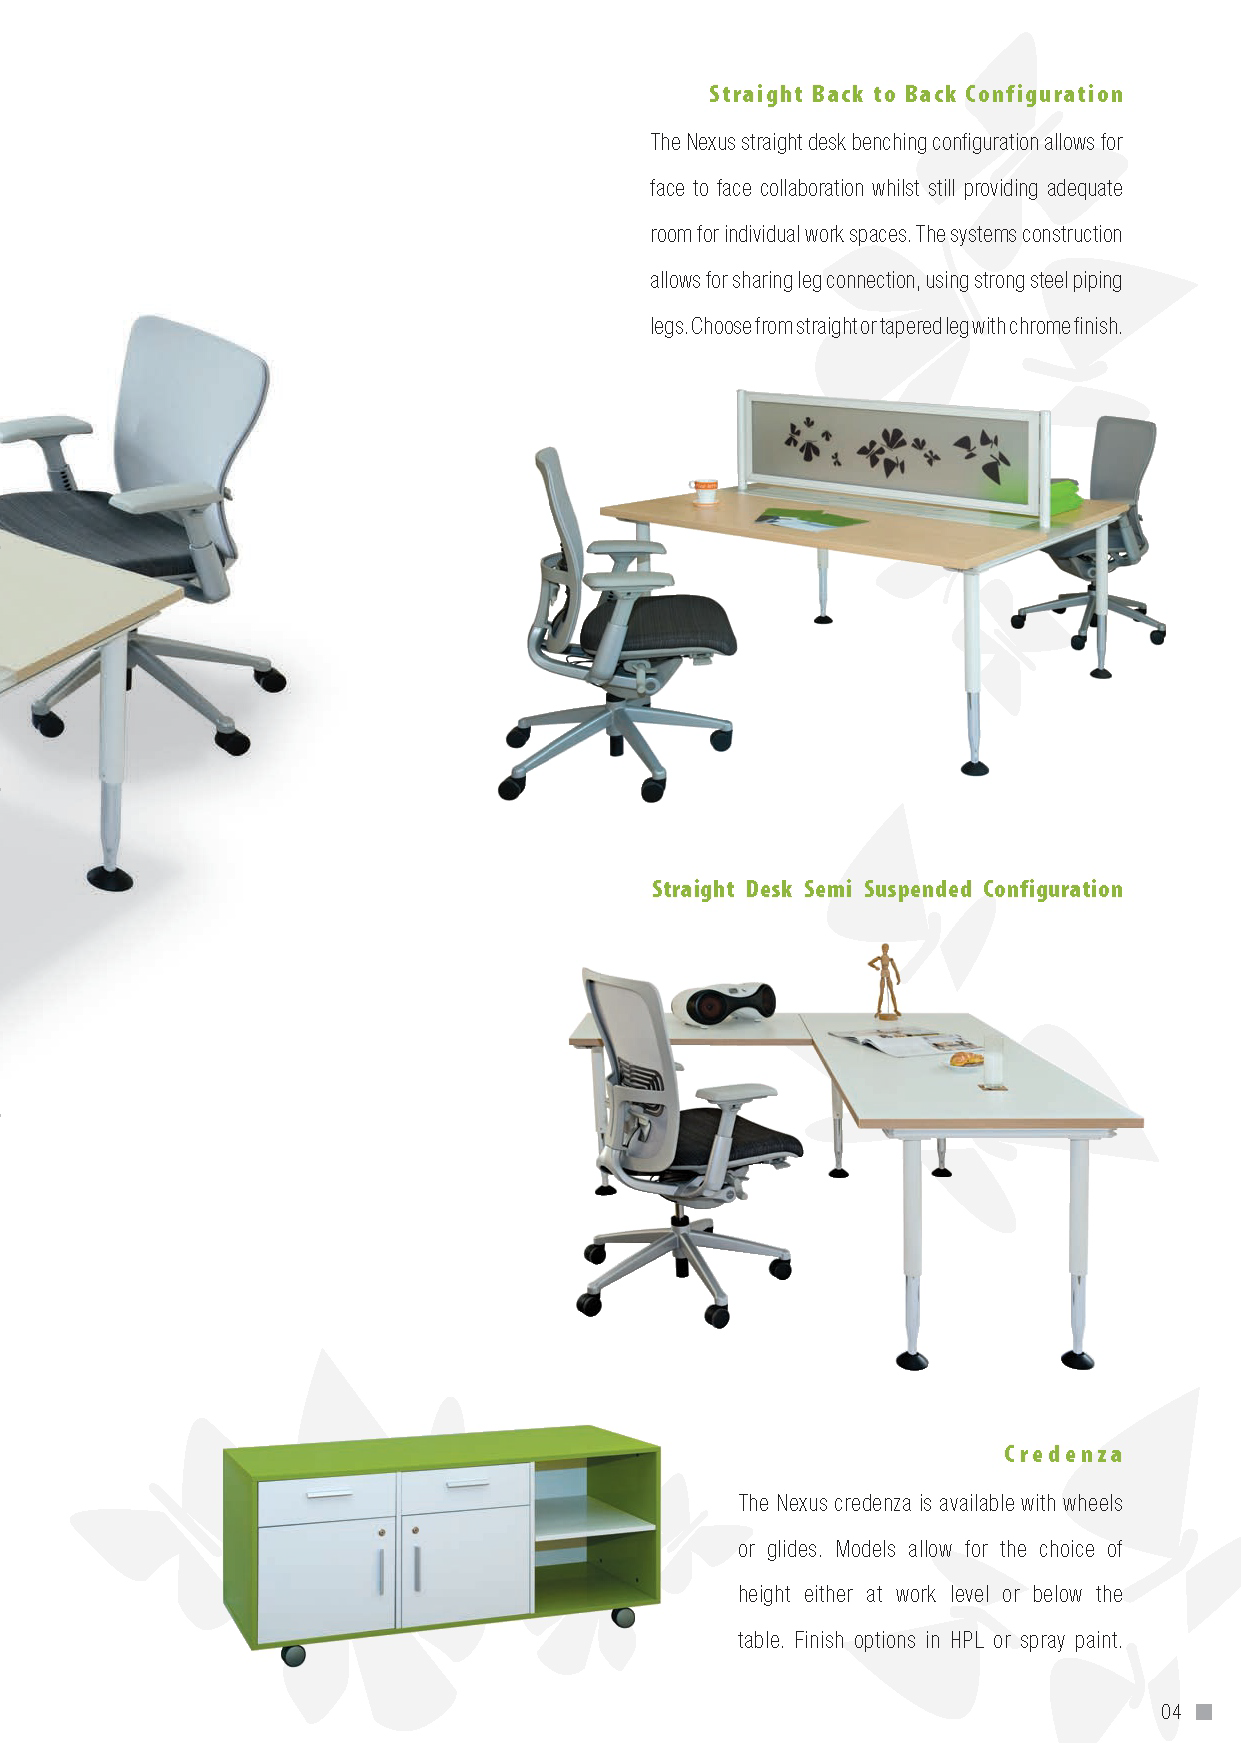 Straight Back to Back Configuration
The Nexus straight desk benching configuration allows for
face to face collaboration whilst still providing adequate
room for individual work spaces. The systems construction
allows for sharing leg connection, using strong steel piping
legs. Choose from straight or tapered leg with chrome finish.
Straight Desk Semi Suspended Configuration
Credenza
The Nexus credenza is available with wheels
or glides. Models allow for the choice of
height either at work level or below the
table. Finish options in HPL or spray paint.
04